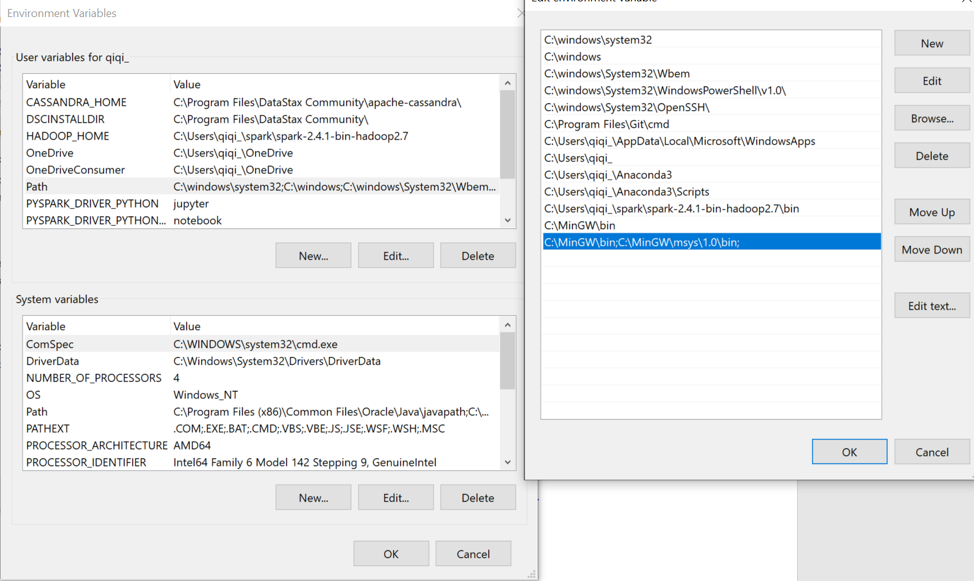 Environment Variables
User variables for qiqi_
Variable Value
CASSANDRA_HOME C:\Program Files\DataStax Community\apache-cassandra\
DSCINSTALLDIR C:\Program Files\DataStax Community\
HADOOP_HOME C:\Users\qiqi_\spark\spark-2.4.1-bin-hadoop2.7
OneDrive C:\Users\qiqi_\OneDrive
OneDriveConsumer C:\Users\qiqi_\OneDrive
Path C:\windows\system32;C:\windows;C:\windows\System32\Wbem...
PYSPARK_DRIVER_PYTHON jupyter
PYSPARK_DRIVER_PYTHON... notebook
New... Edit... Delete
System variables
Variable Value
ComSpec C:\WINDOWS\system32\cmd.exe
DriverData C:\Windows\System32\Drivers\DriverData
NUMBER_OF_PROCESSORS 4
OS Windows_NT
Path C:\Program Files (x86)\Common Files\Oracle\Java\javapath;C:\...
PATHEXT .COM;.EXE;.BAT;.CMD;.VBS;.VBE;.JS;.JSE;.WSF;.WSH;.MSC
PROCESSOR_ARCHITECTURE AMD64
PROCESSOR_IDENTIFIER Intel64 Family 6 Model 142 Stepping 9, GenuineIntel
New... Edit... Delete
OK Cancel
Edit environment variable
C:\windows\system32
C:\windows
C:\windows\System32\Wbem
C:\windows\System32\WindowsPowerShell\v1.0\
C:\windows\System32\OpenSSH\
C:\Program Files\Git\cmd
C:\Users\qiqi_\AppData\Local\Microsoft\WindowsApps
C:\Users\qiqi_
C:\Users\qiqi_\Anaconda3
C:\Users\qiqi_\Anaconda3\Scripts
C:\Users\qiqi_\spark\spark-2.4.1-bin-hadoop2.7\bin
C:\MinGW\bin
C:\MinGW\bin;C:\MinGW\msys\1.0\bin;
New
Edit
Browse...
Delete
Move Up
Move Down
Edit text...
OK Cancel